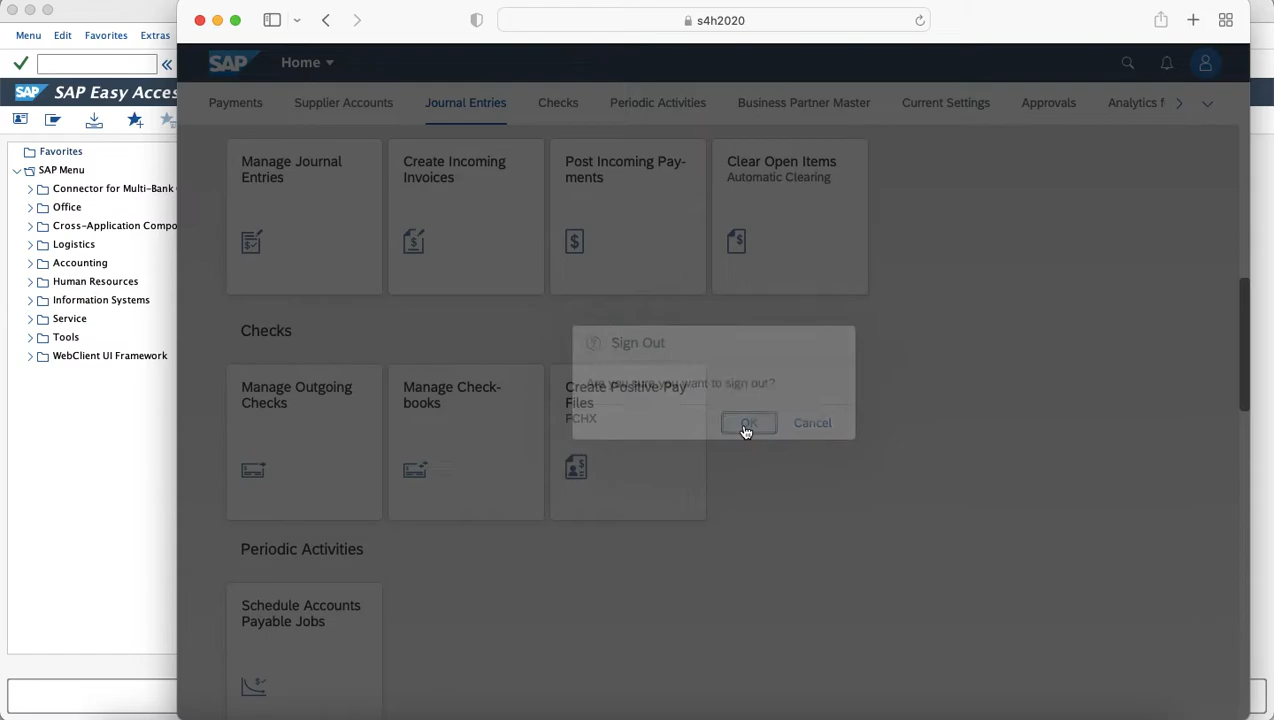 s4h2020
Menu Edit Favorites Extras
SAP Home
SAP SAP Easy Acces
Payments Supplier Accounts Journal Entries Checks Periodic Activities Business Partner Master Current Settings Approvals Analytics f
Favorites
SAP Menu
Connector for Multi-Bank
Office
Cross-Application Compo
Logistics
Accounting
Human Resources
Information Systems
Service
Tools
WebClient UI Framework
Manage Journal
Entries
Create Incoming
Invoices
Post Incoming Pay-
ments
Clear Open Items
Automatic Clearing
Checks
Manage Outgoing
Checks
Manage Check-
books
Create Positive Pay
Files
FCHX
Sign Out
Are you sure you want to sign out?
OK Cancel
Periodic Activities
Schedule Accounts
Payable Jobs